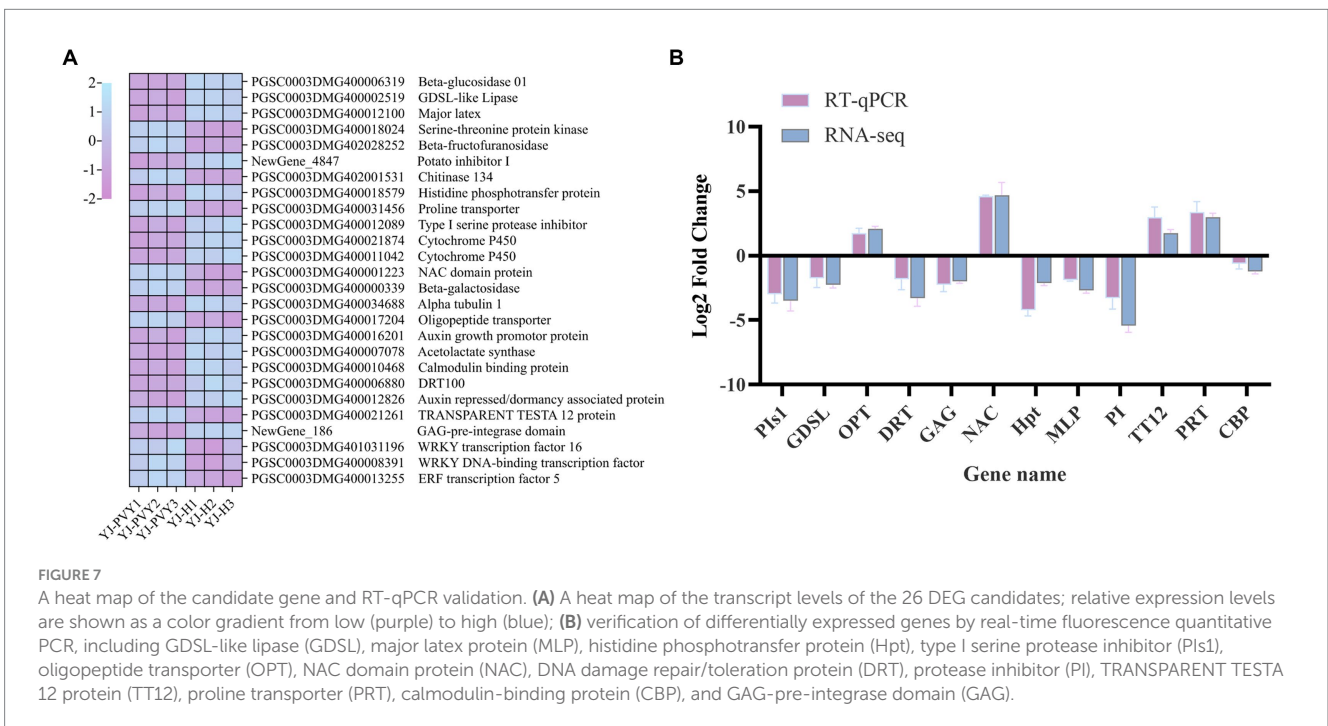 A
2
1
0
-1
-2
PGSC0003DMG400006319 Beta-glucosidase 01
PGSC0003DMG400002519 GDSL-like Lipase
PGSC0003DMG400012100 Major latex
PGSC0003DMG400018024 Serine-threonine protein kinase
PGSC0003DMG402028252 Beta-fructofuranosidase
NewGene_4847 Potato inhibitor I
PGSC0003DMG402001531 Chitinase 134
PGSC0003DMG400018579 Histidine phosphotransfer protein
PGSC0003DMG400031456 Proline transporter
PGSC0003DMG400012089 Type I serine protease inhibitor
PGSC0003DMG400021874 Cytochrome P450
PGSC0003DMG400011042 Cytochrome P450
PGSC0003DMG400001223 NAC domain protein
PGSC0003DMG400000339 Beta-galactosidase
PGSC0003DMG400034688 Alpha tubulin 1
PGSC0003DMG400017204 Oligopeptide transporter
PGSC0003DMG400016201 Auxin growth promotor protein
PGSC0003DMG400007078 Acetolactate synthase
PGSC0003DMG400010468 Calmodulin binding protein
PGSC0003DMG400006880 DRT100
PGSC0003DMG400012826 Auxin repressed/dormancy associated protein
PGSC0003DMG400021261 TRANSPARENT TESTA 12 protein
NewGene_186 GAG-pre-integrase domain
PGSC0003DMG401031196 WRKY transcription factor 16
PGSC0003DMG400008391 WRKY DNA-binding transcription factor
PGSC0003DMG400013255 ERF transcription factor 5
YJ-PVY1 YJ-PVY2 YJ-PVY3 YJ-H1 YJ-H2 YJ-H3
B
RT-qPCR
RNA-seq
Log2 Fold Change
10
5
0
-5
-10
PIs1 GDSL OPT DRT GAG NAC Hpt MLP PI TT12 PRT CBP
Gene name
FIGURE 7
A heat map of the candidate gene and RT-qPCR validation. (A) A heat map of the transcript levels of the 26 DEG candidates; relative expression levels
are shown as a color gradient from low (purple) to high (blue); (B) verification of differentially expressed genes by real-time fluorescence quantitative
PCR, including GDSL-like lipase (GDSL), major latex protein (MLP), histidine phosphotransfer protein (Hpt), type I serine protease inhibitor (PIs1),
oligopeptide transporter (OPT), NAC domain protein (NAC), DNA damage repair/toleration protein (DRT), protease inhibitor (PI), TRANSPARENT TESTA
12 protein (TT12), proline transporter (PRT), calmodulin-binding protein (CBP), and GAG-pre-integrase domain (GAG).